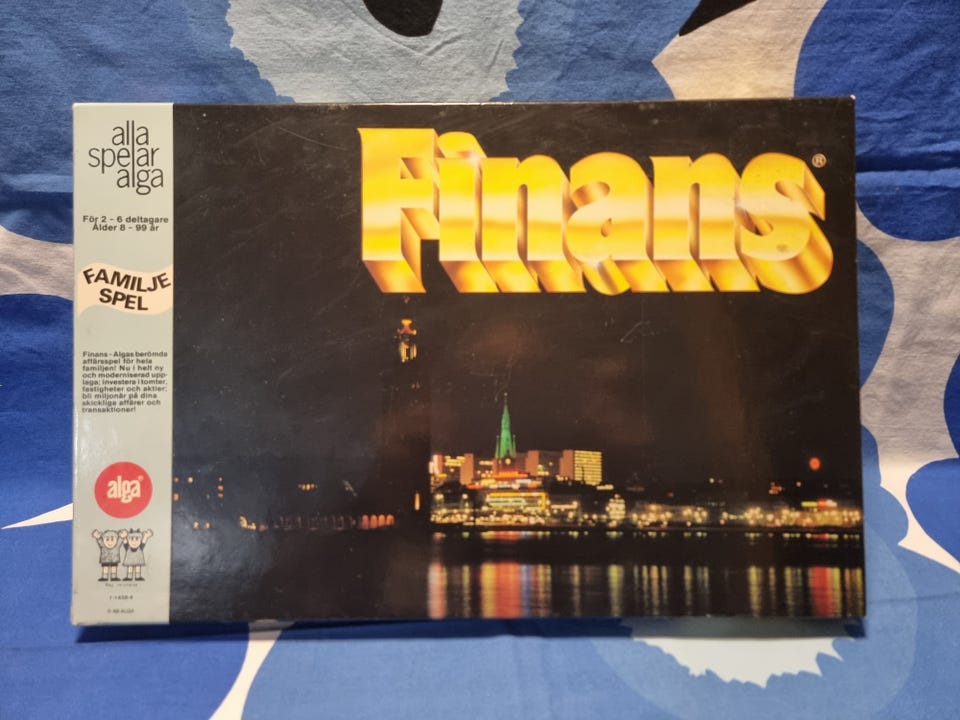 alla
spelar
alga
För 2 - 6 deltagare
Ålder 8 - 99 år
FAMILJE
SPEL
Finans - Algas berömda
affärsspel för hela
familjen! Nu i helt ny
och moderniserad upp-
laga; investera i tomter,
fastigheter och aktier;
bli miljonär på dina
skickliga affärer och
transaktioner!
alga
© AB ALGA
Finans®